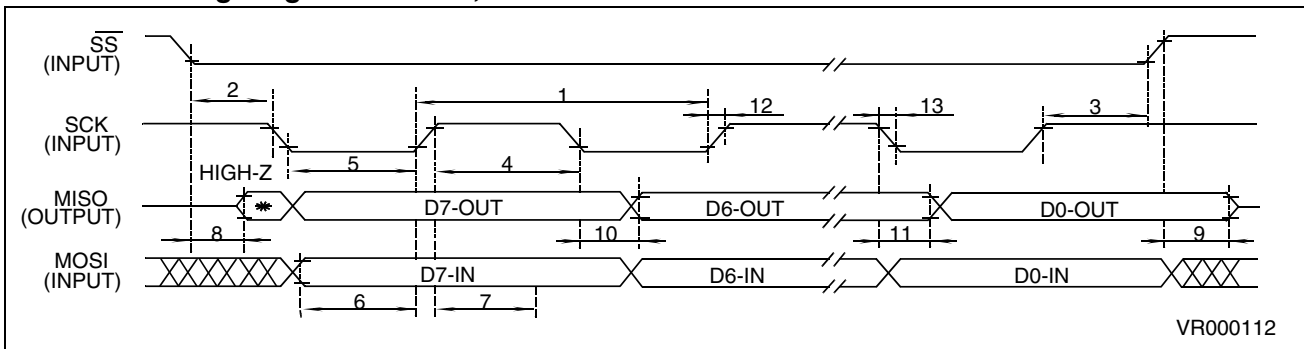 SS
(INPUT)
2
1
12
13
3
SCK
(INPUT)
5
4
HIGH-Z
MISO
(OUTPUT)
D7-OUT
D6-OUT
D0-OUT
8
10
11
9
MOSI
(INPUT)
D7-IN
D6-IN
D0-IN
6
7
VR000112